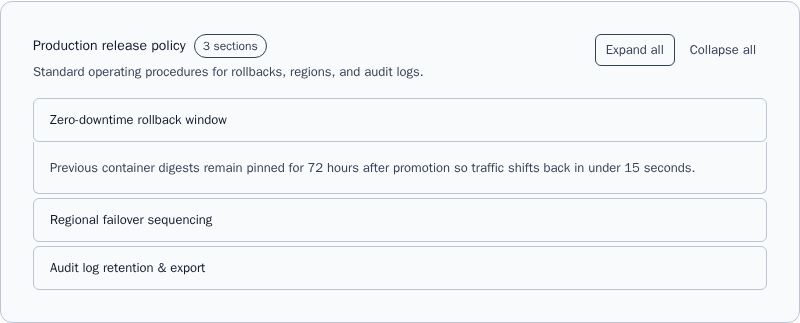 Production release policy
3 sections
Expand all
Collapse all
Standard operating procedures for rollbacks, regions, and audit logs.
Zero-downtime rollback window
Previous container digests remain pinned for 72 hours after promotion so traffic shifts back in under 15 seconds.
Regional failover sequencing
Audit log retention & export